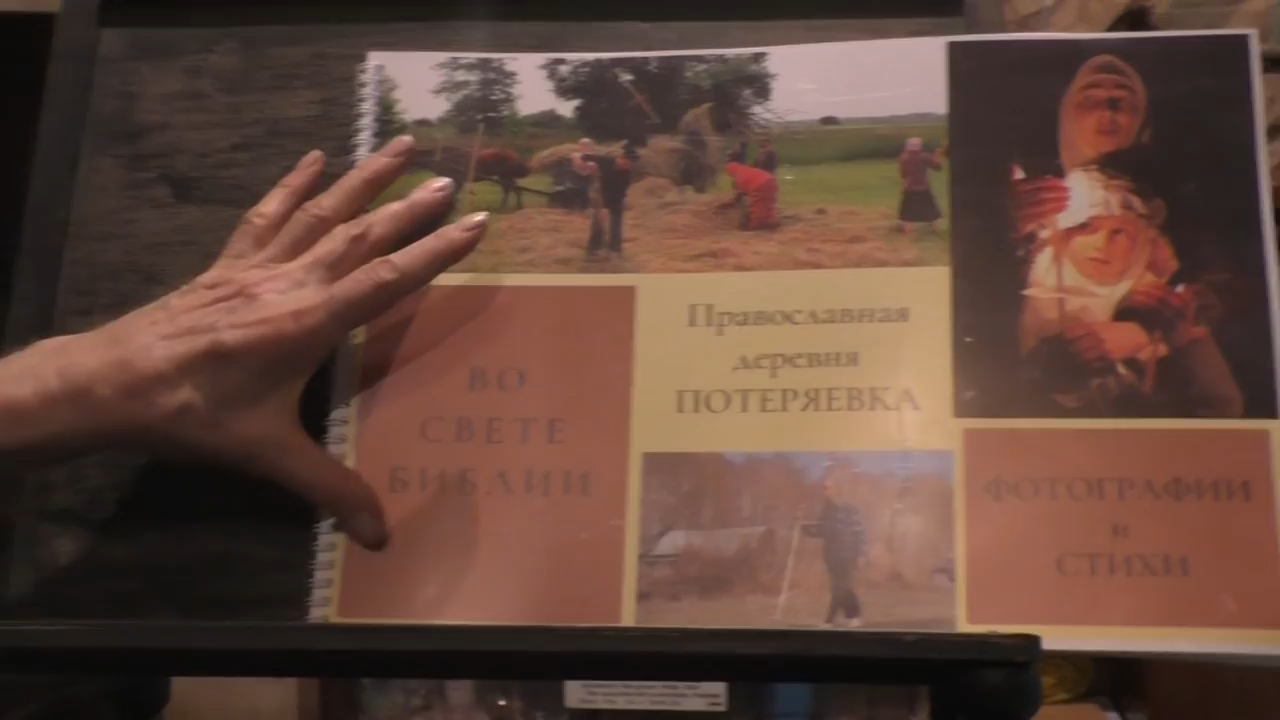 ВО
СВЕТЕ
БИБЛИИ
Православная
деревня
ПОТЕРЯЕВКА
ФОТОГРАФИИ
и
СТИХИ